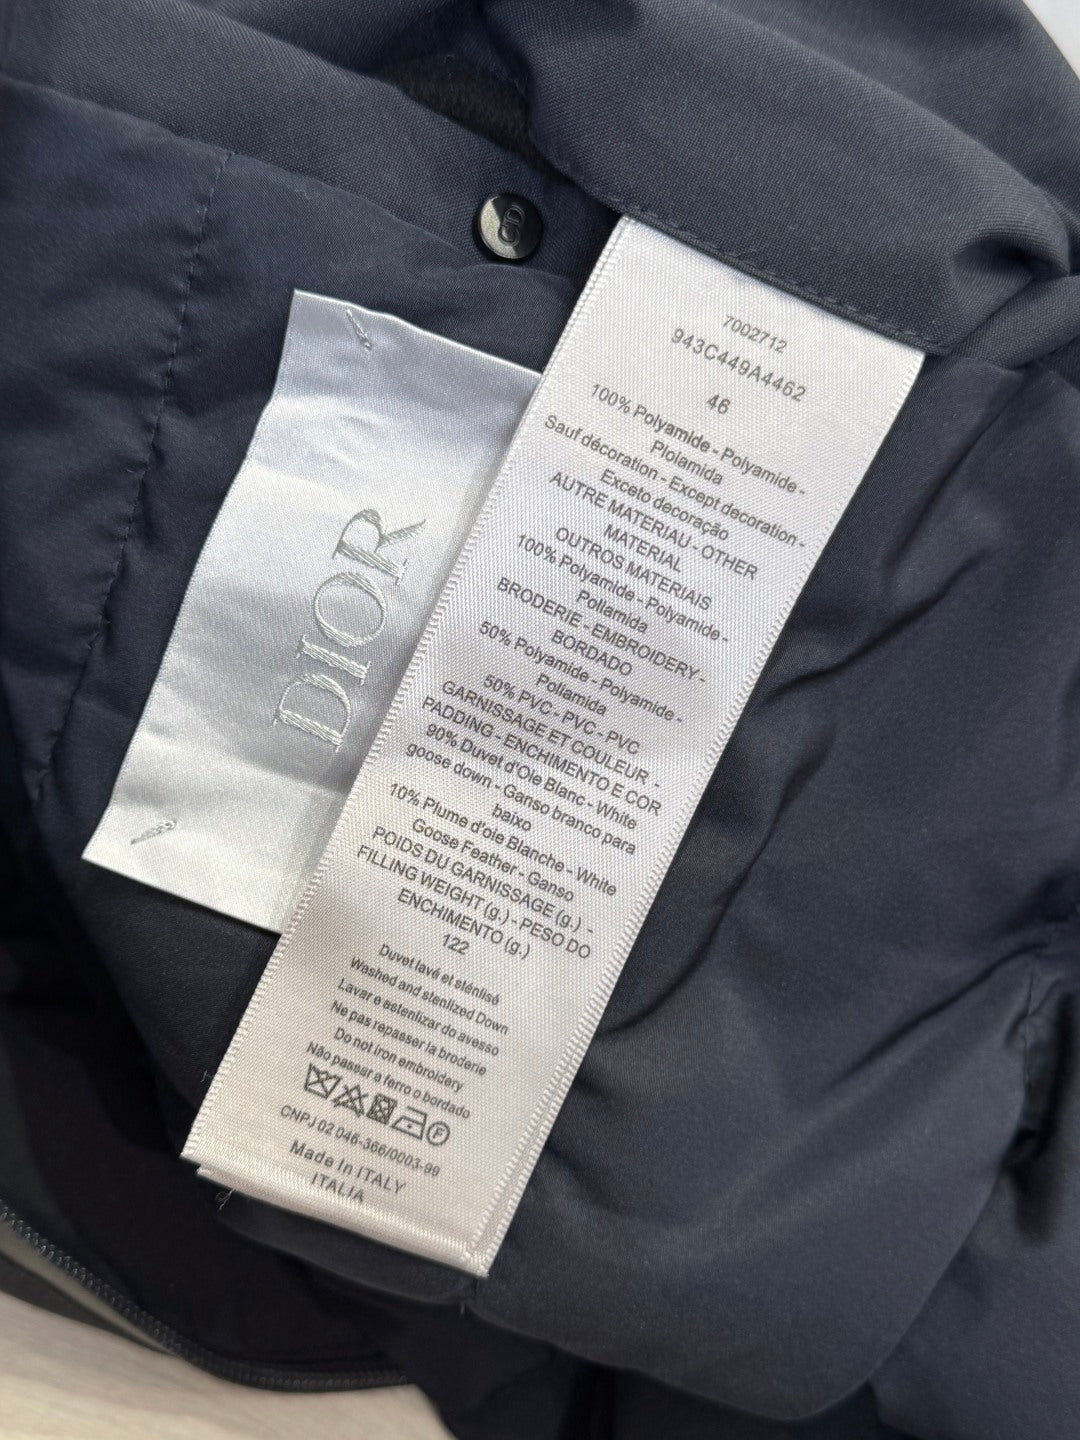 CD
DIOR
7002712
943C449A4462
46
100% Polyamide - Polyamide -
Plolamida
Sauf décoration - Except decoration -
Exceto decoração
AUTRE MATERIAU - OTHER
MATERIAL
OUTROS MATERIAIS
100% Polyamide - Polyamide -
Poliamida
BRODERIE - EMBROIDERY -
BORDADO
50% Polyamide - Polyamide -
Poliamida
50% PVC - PVC - PVC
GARNISSAGE ET COULEUR -
PADDING - ENCHIMENTO E COR
90% Duvet d'Oie Blanc - White
goose down - Ganso branco para
baixo
10% Plume d'oie Blanche - White
Goose Feather - Ganso
POIDS DU GARNISSAGE (g.) -
FILLING WEIGHT (g.) - PESO DO
ENCHIMENTO (g.)
122
Duvet lavé et sténlisé
Washed and stenlized Down
Lavar e estenlizar do avesso
Ne pas repasser la broderie
Do not iron embroidery
Não passar a ferro o bordado
F
CNPJ 02 046-366/0003-99
Made In ITALY
ITALIA